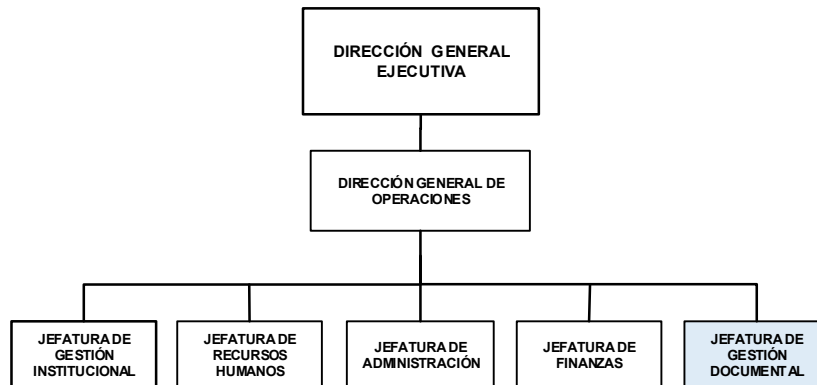 DIRECCIÓN GENERAL
EJECUTIVA
DIRECCIÓN GENERAL DE
OPERACIONES
JEFATURA DE
GESTIÓN
INSTITUCIONAL
JEFATURA DE
RECURSOS
HUMANOS
JEFATURA DE
ADMINISTRACIÓN
JEFATURA DE
FINANZAS
JEFATURA DE
GESTIÓN
DOCUMENTAL